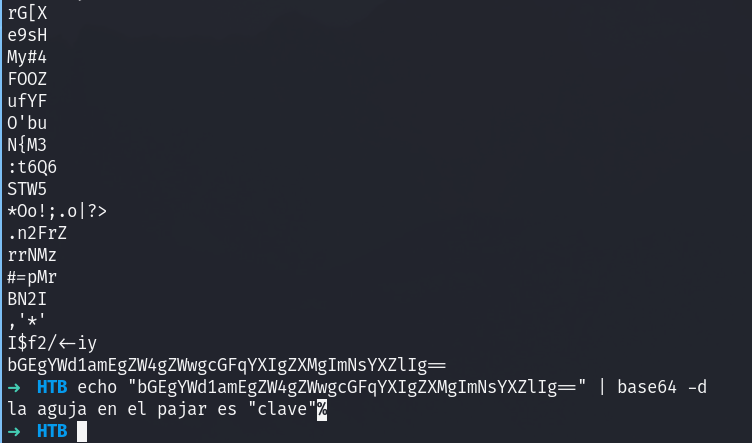 rG[X
e9sH
My#4
FOOZ
ufYF
O'bu
N{M3
:t6Q6
STW5
*Oo!;.o|?>
.n2FrZ
rrNMz
#=pMr
BN2I
,'*'
I$f2/<-iy
bGEgYWd1amEgZW4gZWwgcGFqYXIgZXMgImNsYXZlIg==
→ HTB echo "bGEgYWd1amEgZW4gZWwgcGFqYXIgZXMgImNsYXZlIg==" | base64 -d
la aguja en el pajar es "clave"%
→ HTB